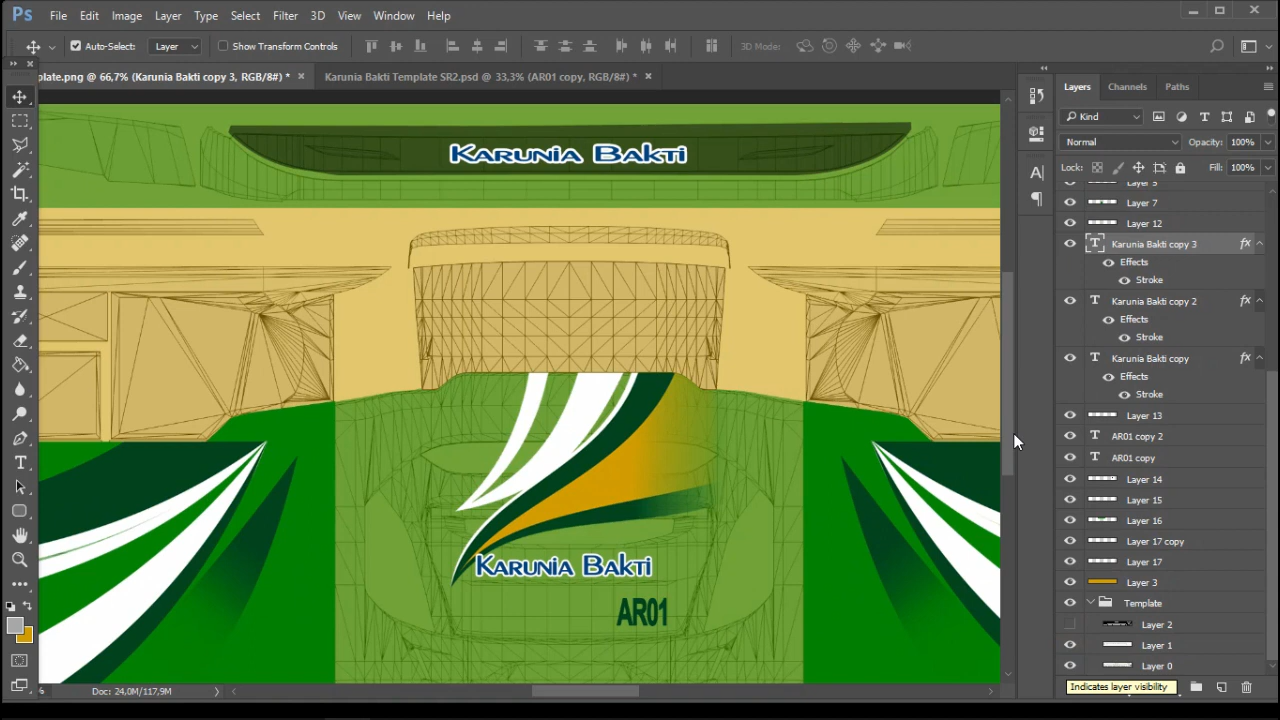 Ps File Edit Image Layer Type Select Filter 3D View Window Help
Auto-Select: Layer Show Transform Controls 3D Mode:
plate.png @ 66,7% (Karunia Bakti copy 3, RGB/8#) * Karunia Bakti Template SR2.psd @ 33,3% (AR01 copy, RGB/8#) *
Layers Channels Paths
Kind
Normal Opacity: 100%
Lock: Fill: 100%
Layer 7
Layer 12
Karunia Bakti copy 3 fx
Effects
Stroke
Karunia Bakti copy 2 fx
Effects
Stroke
Karunia Bakti copy fx
Effects
Stroke
Layer 13
AR01 copy 2
AR01 copy
Layer 14
Layer 15
Layer 16
Layer 17 copy
Layer 17
Layer 3
Template
Layer 2
Layer 1
Layer 0
Indicates layer visibility
Karunia Bakti
Karunia Bakti
AR01
% Doc: 24,0M/117,9M